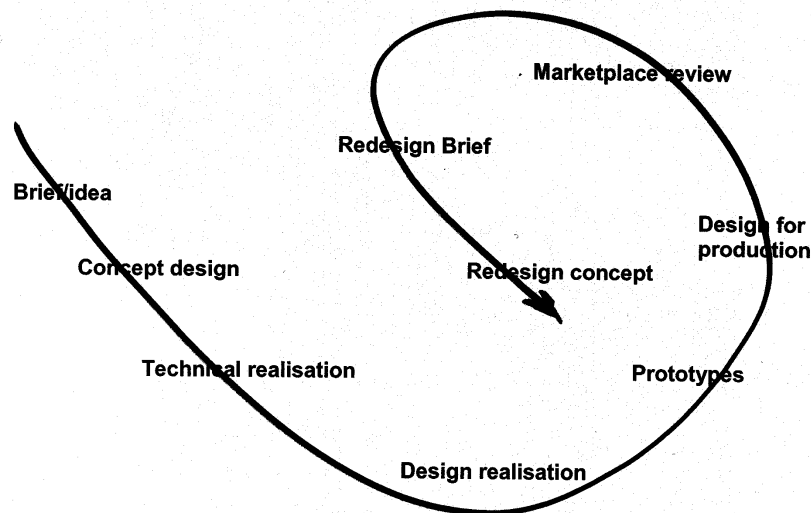 Brief/idea
Concept design
Technical realisation
Design realisation
Prototypes
Design for
production
Marketplace review
Redesign Brief
Redesign concept